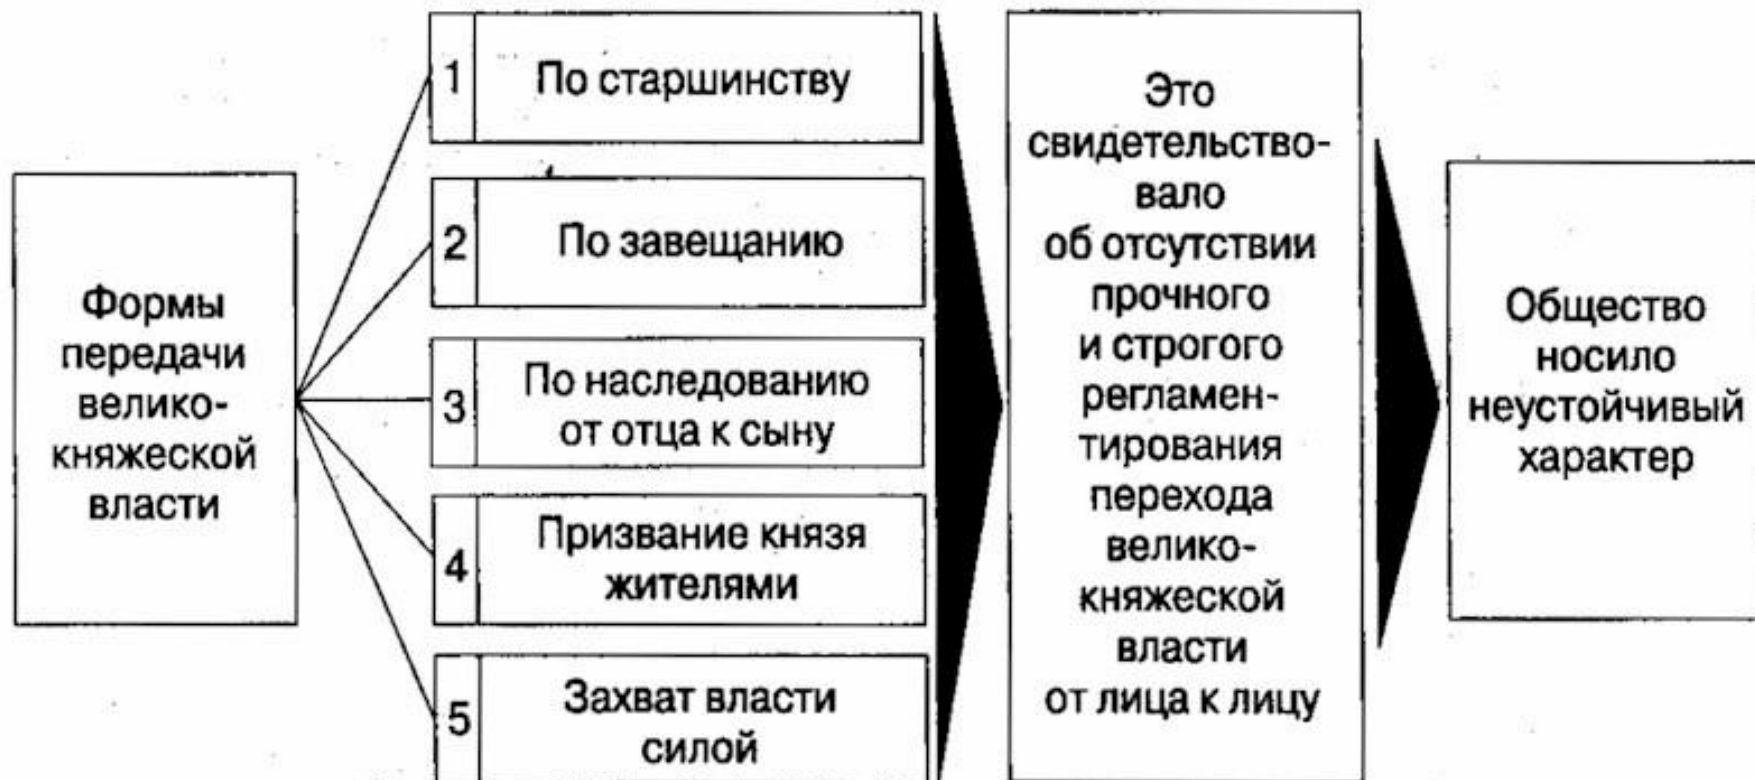 Формы
передачи
велико-
княжеской
власти
1
По старшинству
2
По завещанию
3
По наследованию
от отца к сыну
4
Призвание князя
жителями
5
Захват власти
силой
Это
свидетельство-
вало
об отсутствии
прочного
и строгого
регламен-
тирования
перехода
велико-
княжеской
власти
от лица к лицу
Общество
носило
неустойчивый
характер